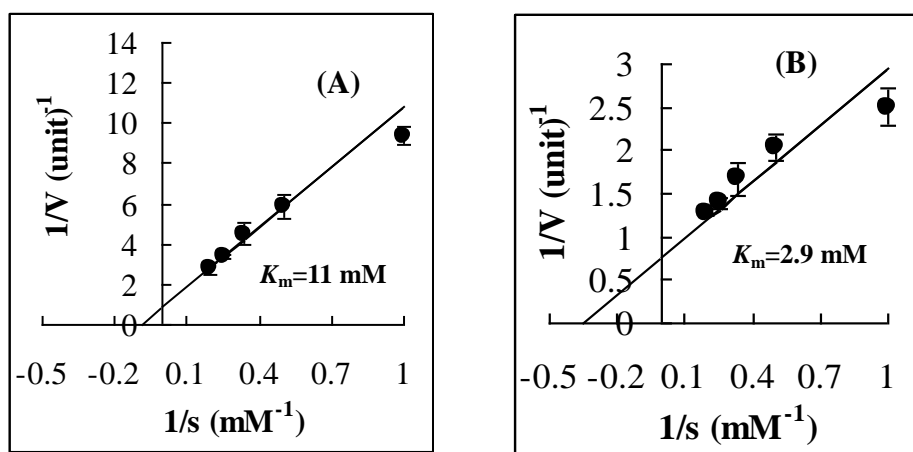 (A)
1/V (unit)⁻¹
14
12
10
8
6
4
2
0
K_m=11 mM
-0.5 -0.2 0.1 0.4 0.7 1
1/s (mM⁻¹)
(B)
1/V (unit)⁻¹
3
2.5
2
1.5
1
0.5
0
K_m=2.9 mM
-0.5 -0.2 0.1 0.4 0.7 1
1/s (mM⁻¹)